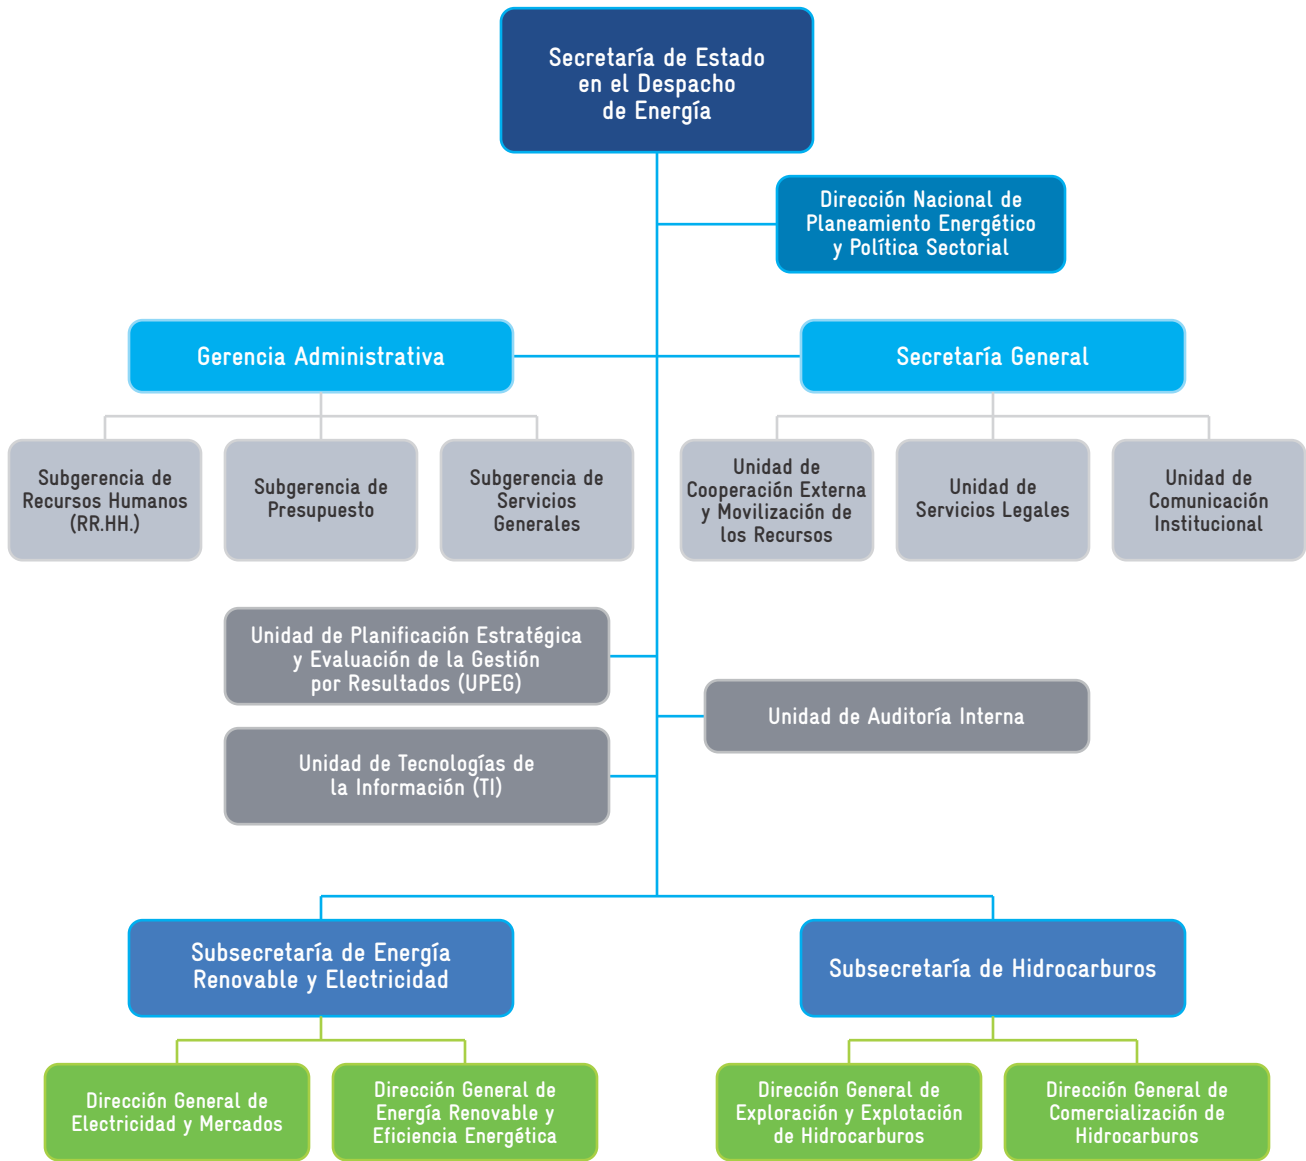 Secretaría de Estado
en el Despacho
de Energía
Dirección Nacional de
Planeamiento Energético
y Política Sectorial
Gerencia Administrativa
Secretaría General
Subgerencia de
Recursos Humanos
(RR.HH.)
Subgerencia de
Presupuesto
Subgerencia de
Servicios
Generales
Unidad de
Cooperación Externa
y Movilización de
los Recursos
Unidad de
Servicios Legales
Unidad de
Comunicación
Institucional
Unidad de Planificación Estratégica
y Evaluación de la Gestión
por Resultados (UPEG)
Unidad de Auditoría Interna
Unidad de Tecnologías de
la Información (TI)
Subsecretaría de Energía
Renovable y Electricidad
Subsecretaría de Hidrocarburos
Dirección General de
Electricidad y Mercados
Dirección General de
Energía Renovable y
Eficiencia Energética
Dirección General de
Exploración y Explotación
de Hidrocarburos
Dirección General de
Comercialización de
Hidrocarburos